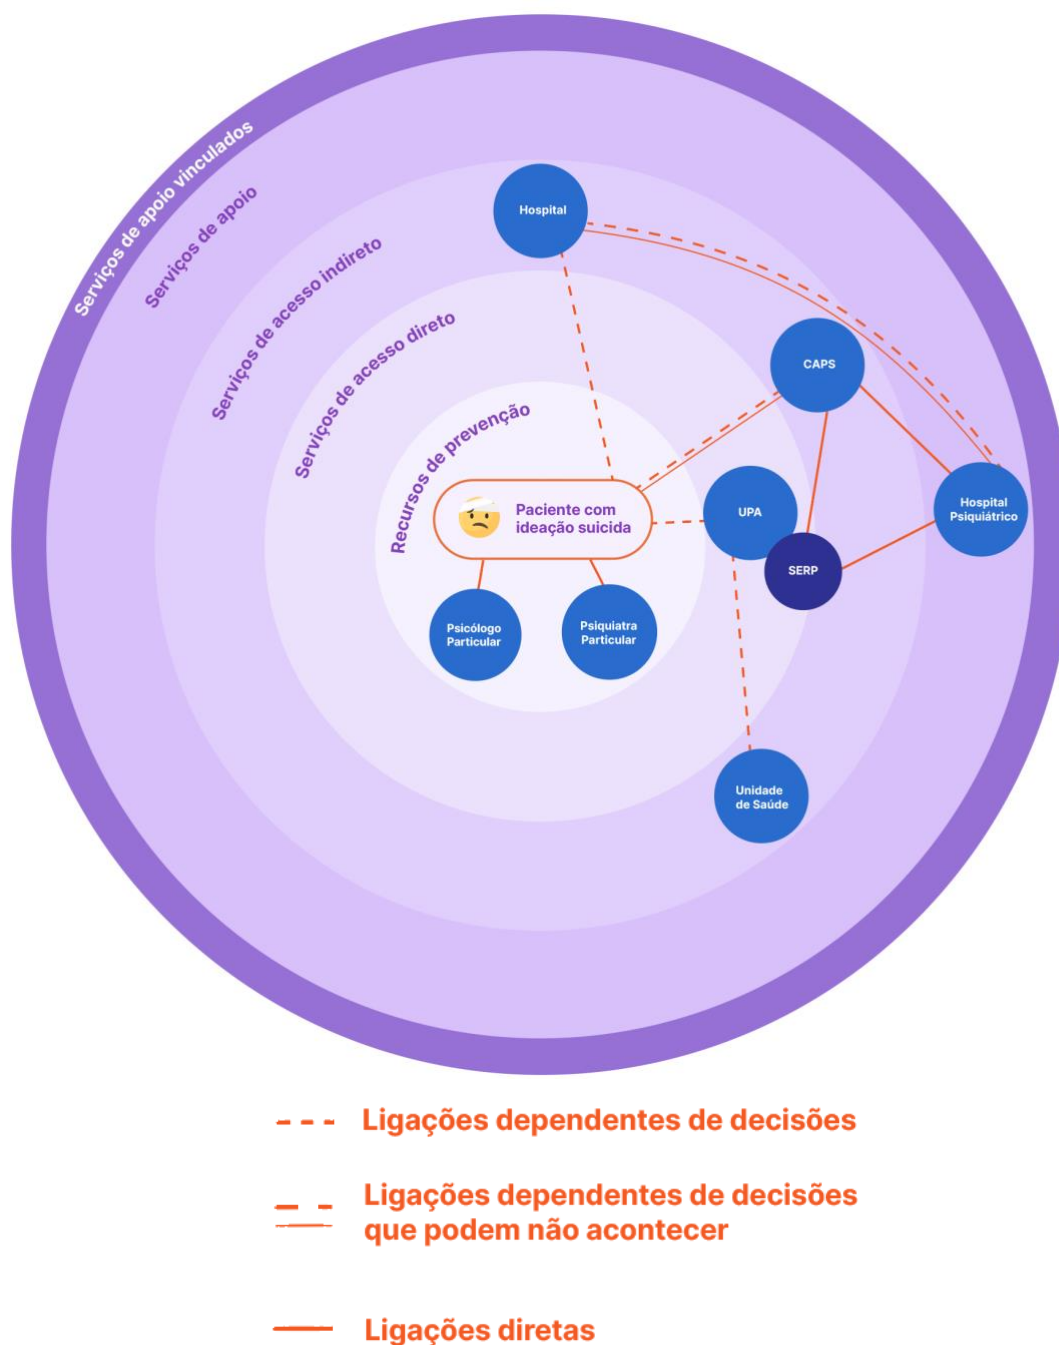 Serviços de apoio vinculados
Serviços de apoio
Serviços de acesso indireto
Serviços de acesso direto
Recursos de prevenção
Hospital
CAPS
Paciente com
ideação suicida
UPA
Hospital
Psiquiátrico
SERP
Psicólogo
Particular
Psiquiatra
Particular
Unidade
de Saúde
Ligações dependentes de decisões
Ligações dependentes de decisões
que podem não acontecer
Ligações diretas